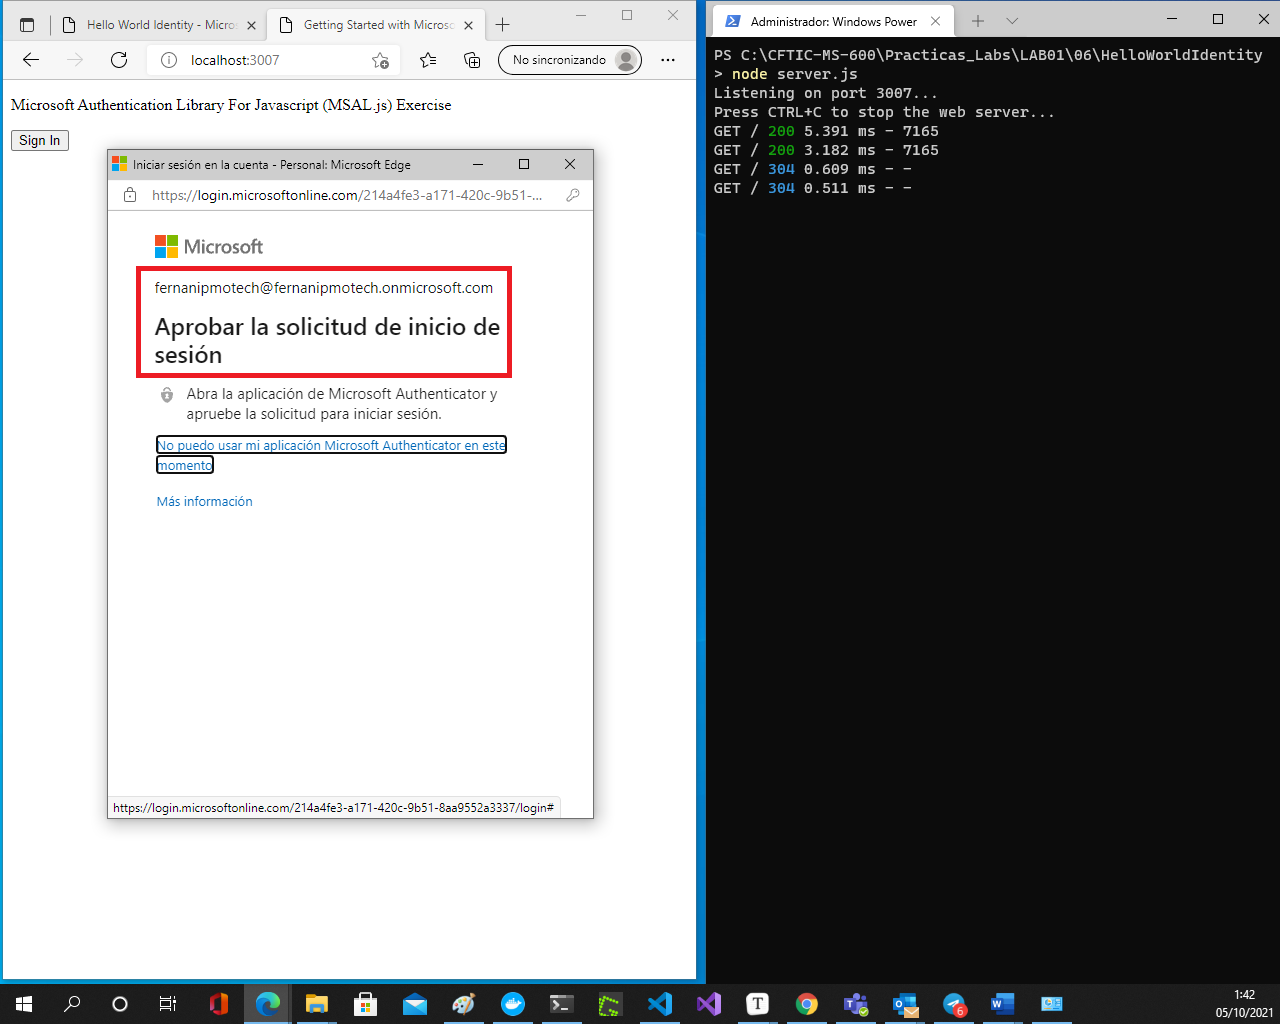 Hello World Identity - Micros
Getting Started with Microsc
localhost:3007
No sincronizando
Microsoft Authentication Library For Javascript (MSAL.js) Exercise
Sign In
Iniciar sesión en la cuenta - Personal: Microsoft Edge
https://login.microsoftonline.com/214a4fe3-a171-420c-9b51-...
Microsoft
fernanipmotech@fernanipmotech.onmicrosoft.com
Aprobar la solicitud de inicio de
sesión
Abra la aplicación de Microsoft Authenticator y
apruebe la solicitud para iniciar sesión.
No puedo usar mi aplicación Microsoft Authenticator en este
momento
Más información
https://login.microsoftonline.com/214a4fe3-a171-420c-9b51-8aa9552a3337/login#
Administrador: Windows Power
PS C:\CFTIC-MS-600\Practicas_Labs\LAB01\06\HelloWorldIdentity
> node server.js
Listening on port 3007...
Press CTRL+C to stop the web server...
GET / 200 5.391 ms - 7165
GET / 200 3.182 ms - 7165
GET / 304 0.609 ms - -
GET / 304 0.511 ms - -
T
6
1:42
05/10/2021